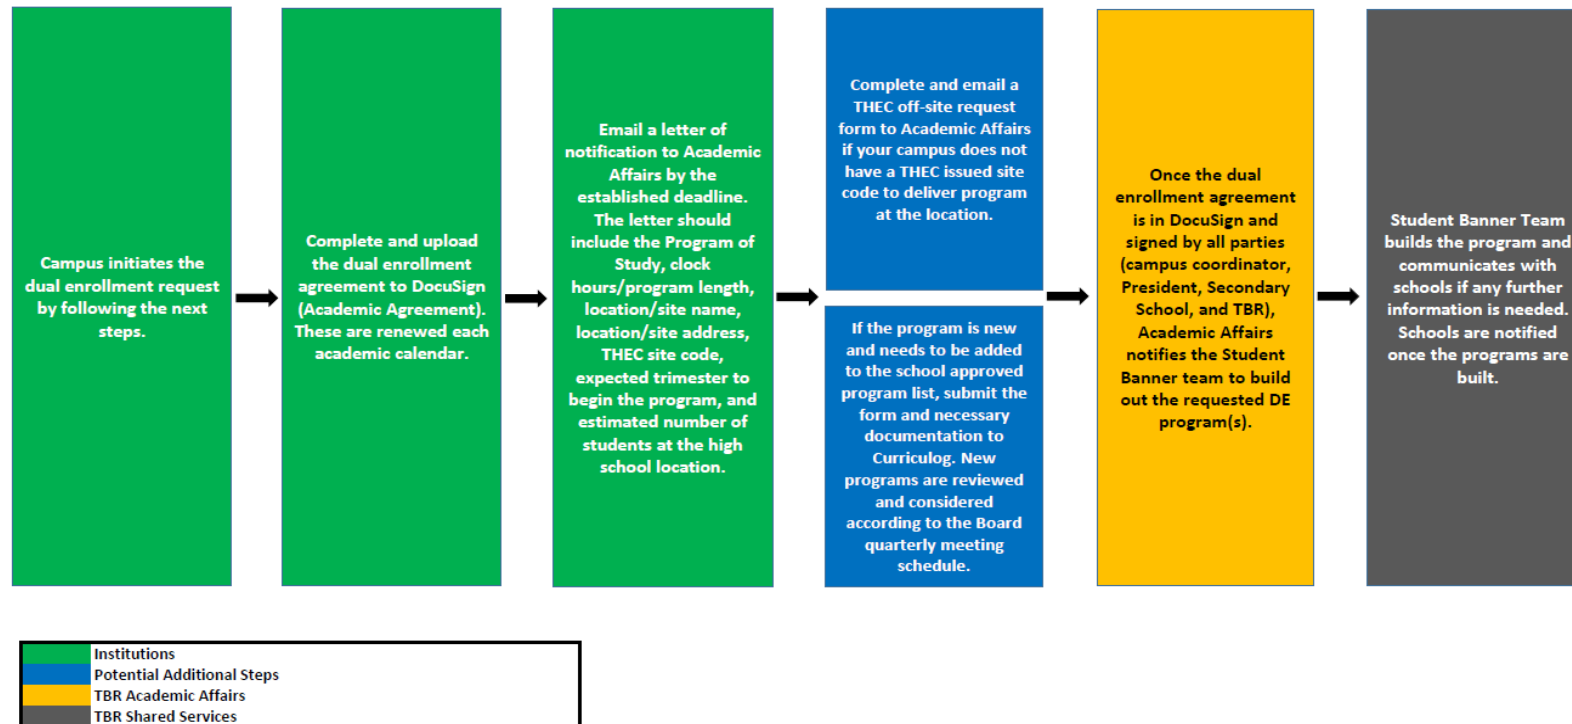 Campus initiates the
dual enrollment request
by following the next
steps.
Complete and upload
the dual enrollment
agreement to DocuSign
(Academic Agreement).
These are renewed each
academic calendar.
Email a letter of
notification to Academic
Affairs by the
established deadline.
The letter should
include the Program of
Study, clock
hours/program length,
location/site name,
location/site address,
THEC site code,
expected trimester to
begin the program, and
estimated number of
students at the high
school location.
Complete and email a
THEC off-site request
form to Academic Affairs
if your campus does not
have a THEC issued site
code to deliver program
at the location.
If the program is new
and needs to be added
to the school approved
program list, submit the
form and necessary
documentation to
Curriculog. New
programs are reviewed
and considered
according to the Board
quarterly meeting
schedule.
Once the dual
enrollment agreement
is in DocuSign and
signed by all parties
(campus coordinator,
President, Secondary
School, and TBR),
Academic Affairs
notifies the Student
Banner team to build
out the requested DE
program(s).
Student Banner Team
builds the program and
communicates with
schools if any further
information is needed.
Schools are notified
once the programs are
built.
Institutions
Potential Additional Steps
TBR Academic Affairs
TBR Shared Services